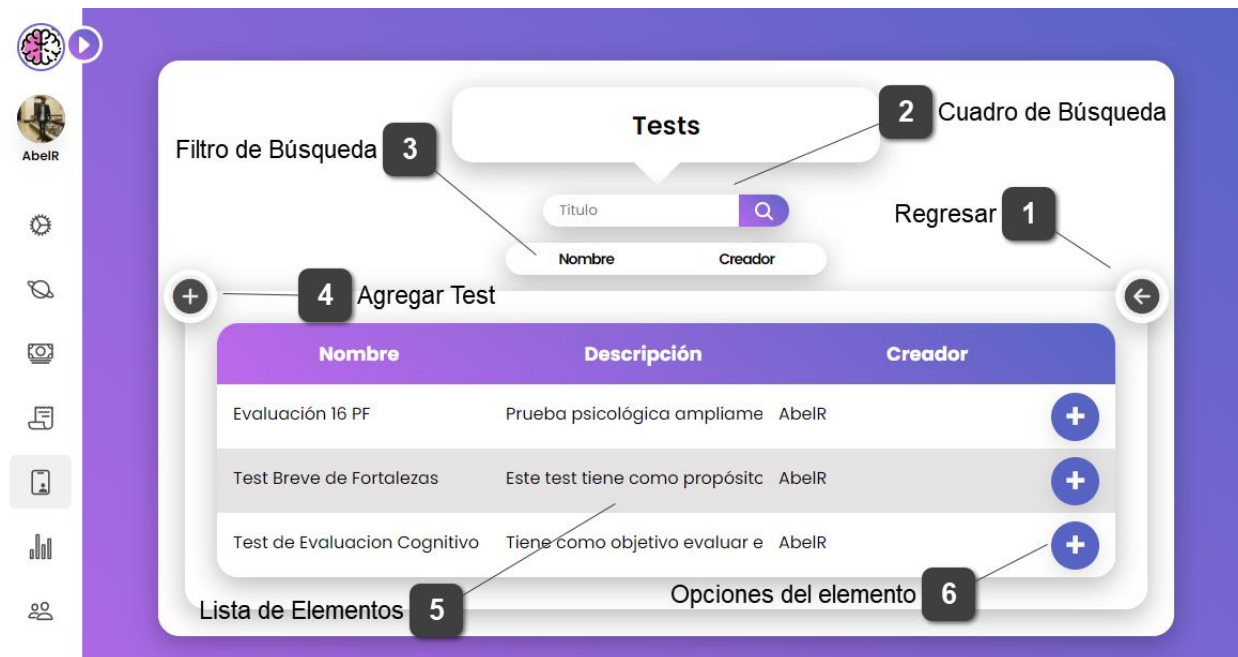 AbelR
Tests
2 Cuadro de Búsqueda
Filtro de Búsqueda 3
Titulo
Regresar 1
Nombre Creador
4 Agregar Test
Nombre Descripción Creador
Evaluación 16 PF Prueba psicológica ampliame AbelR
Test Breve de Fortalezas Este test tiene como propósitc AbelR
Test de Evaluacion Cognitivo Tiene como objetivo evaluar e AbelR
Lista de Elementos 5
Opciones del elemento 6